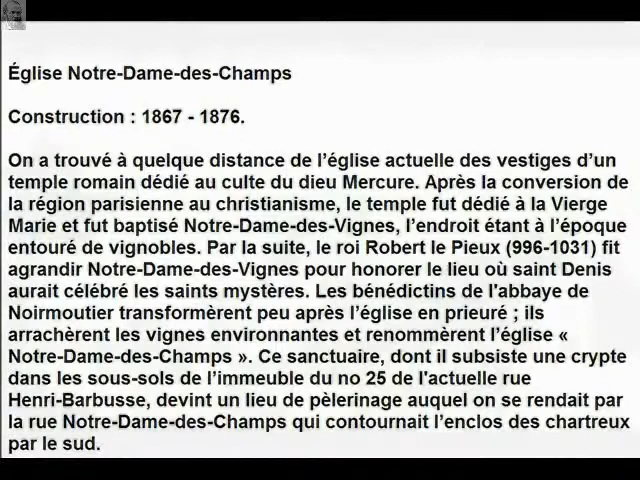 Église Notre-Dame-des-Champs
Construction : 1867 - 1876.
On a trouvé à quelque distance de l’église actuelle des vestiges d’un
temple romain dédié au culte du dieu Mercure. Après la conversion de
la région parisienne au christianisme, le temple fut dédié à la Vierge
Marie et fut baptisé Notre-Dame-des-Vignes, l’endroit étant à l’époque
entouré de vignobles. Par la suite, le roi Robert le Pieux (996-1031) fit
agrandir Notre-Dame-des-Vignes pour honorer le lieu où saint Denis
aurait célébré les saints mystères. Les bénédictins de l'abbaye de
Noirmoutier transformèrent peu après l’église en prieuré ; ils
arrachèrent les vignes environnantes et renommèrent l’église «
Notre-Dame-des-Champs ». Ce sanctuaire, dont il subsiste une crypte
dans les sous-sols de l’immeuble du no 25 de l'actuelle rue
Henri-Barbusse, devint un lieu de pèlerinage auquel on se rendait par
la rue Notre-Dame-des-Champs qui contournait l’enclos des chartreux
par le sud.